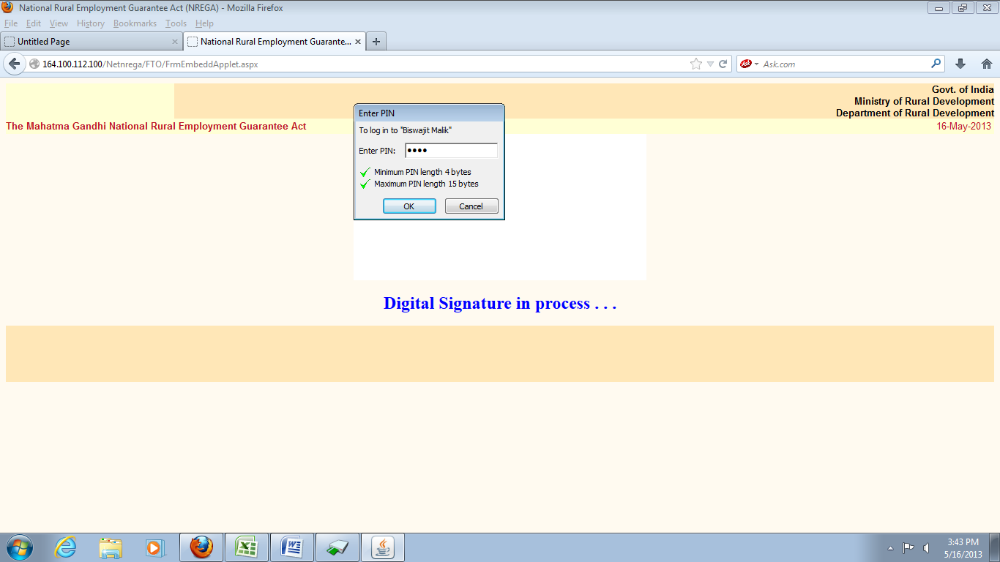 National Rural Employment Guarantee Act (NREGA) - Mozilla Firefox
File Edit View History Bookmarks Tools Help
Untitled Page × National Rural Employment Guarante... × +
164.100.112.100/Netnrega/FTO/FrmEmbeddApplet.aspx Ask Ask.com
Govt. of India
Ministry of Rural Development
Department of Rural Development
The Mahatma Gandhi National Rural Employment Guarantee Act 16-May-2013
Enter PIN
To log in to "Biswajit Malik"
Enter PIN: ●●●●
Minimum PIN length 4 bytes
Maximum PIN length 15 bytes
OK Cancel
Digital Signature in process . . .
3:43 PM
5/16/2013